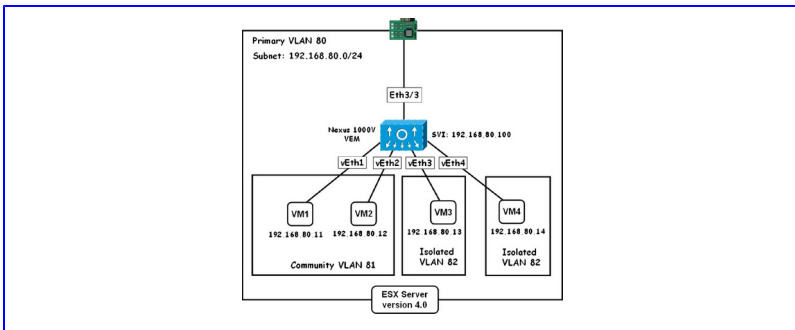 Primary VLAN 80
Subnet: 192.168.80.0/24
Eth3/3
Nexus 1000V
VEM
SVI: 192.168.80.100
vEth1
vEth2
vEth3
vEth4
VM1
VM2
VM3
VM4
192.168.80.11
192.168.80.12
192.168.80.13
192.168.80.14
Community VLAN 81
Isolated
VLAN 82
Isolated
VLAN 82
ESX Server
version 4.0